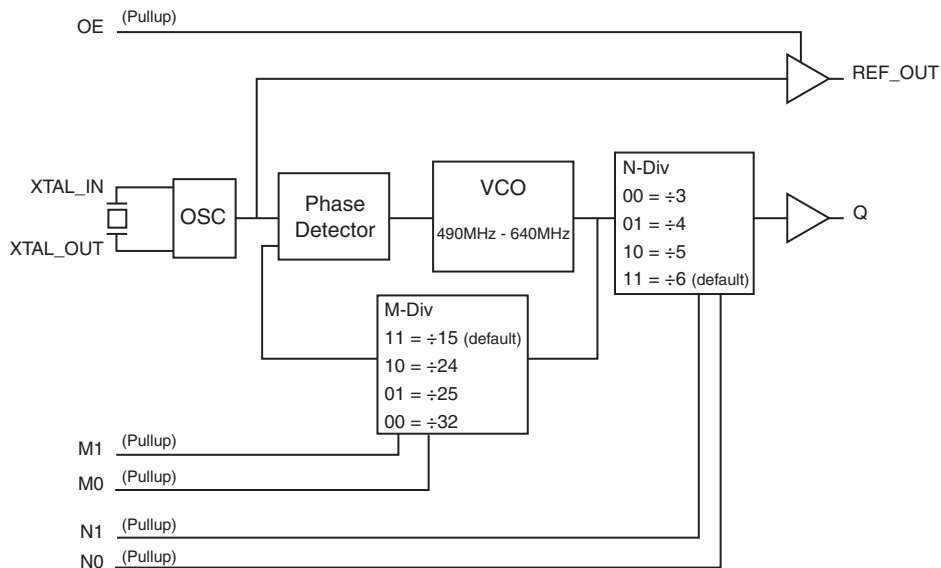 OE (Pullup)
REF_OUT
XTAL_IN
XTAL_OUT
OSC
Phase
Detector
VCO
490MHz - 640MHz
N-Div
00 = ÷3
01 = ÷4
10 = ÷5
11 = ÷6 (default)
Q
M-Div
11 = ÷15 (default)
10 = ÷24
01 = ÷25
00 = ÷32
M1 (Pullup)
M0 (Pullup)
N1 (Pullup)
N0 (Pullup)